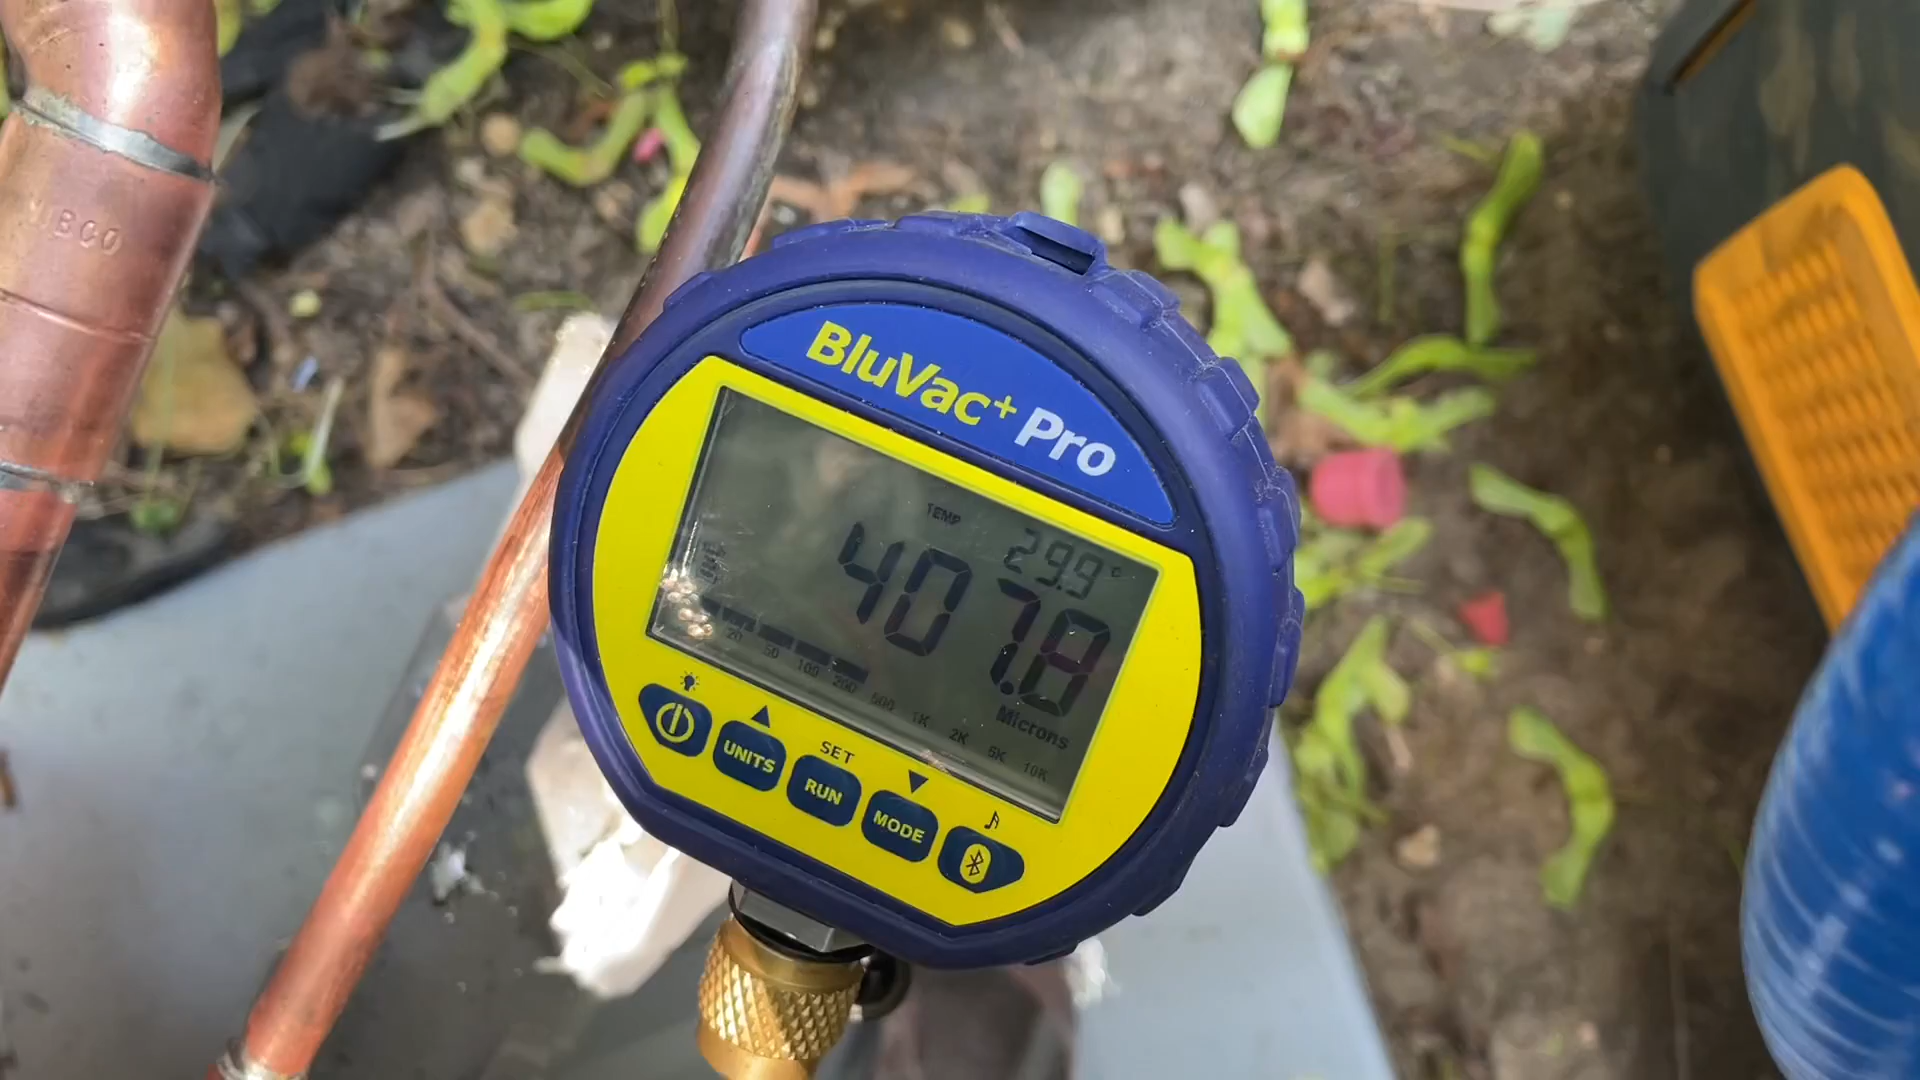 NIBCO
BluVac+ Pro
TEMP
29.9°
407.8
Microns
20 50 100 200 500 1K 2K 5K 10K
UNITS
SET
RUN
MODE